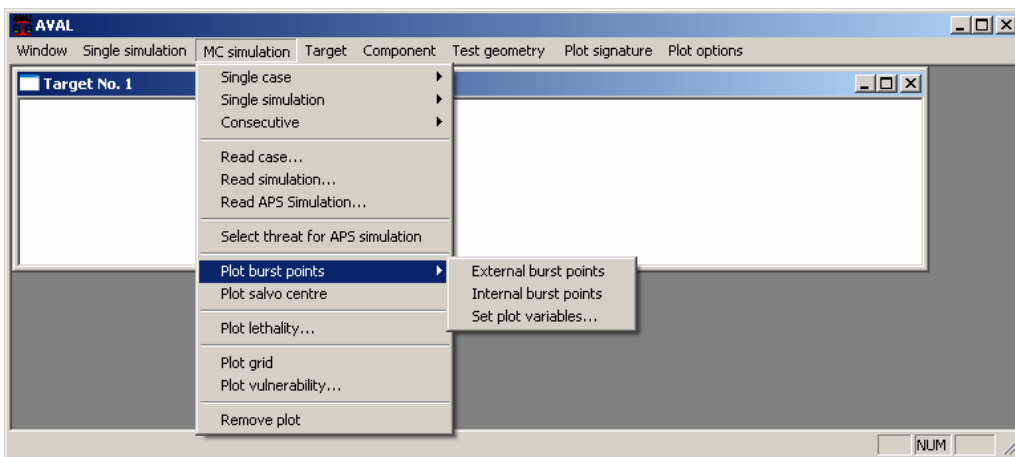 AVAL
Window Single simulation MC simulation Target Component Test geometry Plot signature Plot options
Target No. 1
Single case
Single simulation
Consecutive
Read case...
Read simulation...
Read APS Simulation...
Select threat for APS simulation
Plot burst points
External burst points
Internal burst points
Set plot variables...
Plot salvo centre
Plot lethality...
Plot grid
Plot vulnerability...
Remove plot
NUM